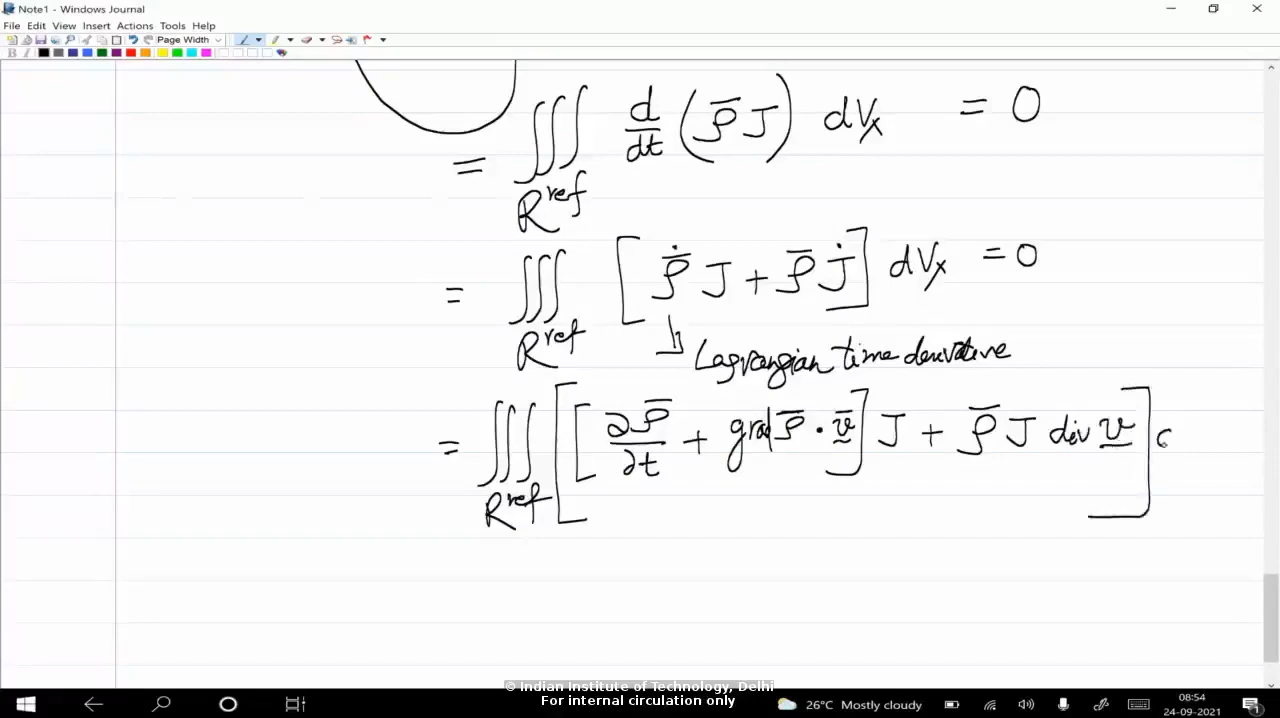 Note1 - Windows Journal
File Edit View Insert Actions Tools Help
Page Width
= ∭_{R^{ref}} d/dt (ρ̄ J) dV_X = 0
= ∭_{R^{ref}} [ ρ̄̇ J + ρ̄ J̇ ] dV_X = 0
Lagrangian time derivative
= ∭_{R^{ref}} [ [ ∂ρ̄/∂t + grad ρ̄ · v̄ ] J + ρ̄ J div v ]
© Indian Institute of Technology, Delhi
For internal circulation only
26°C Mostly cloudy
08:54
24-09-2021
1